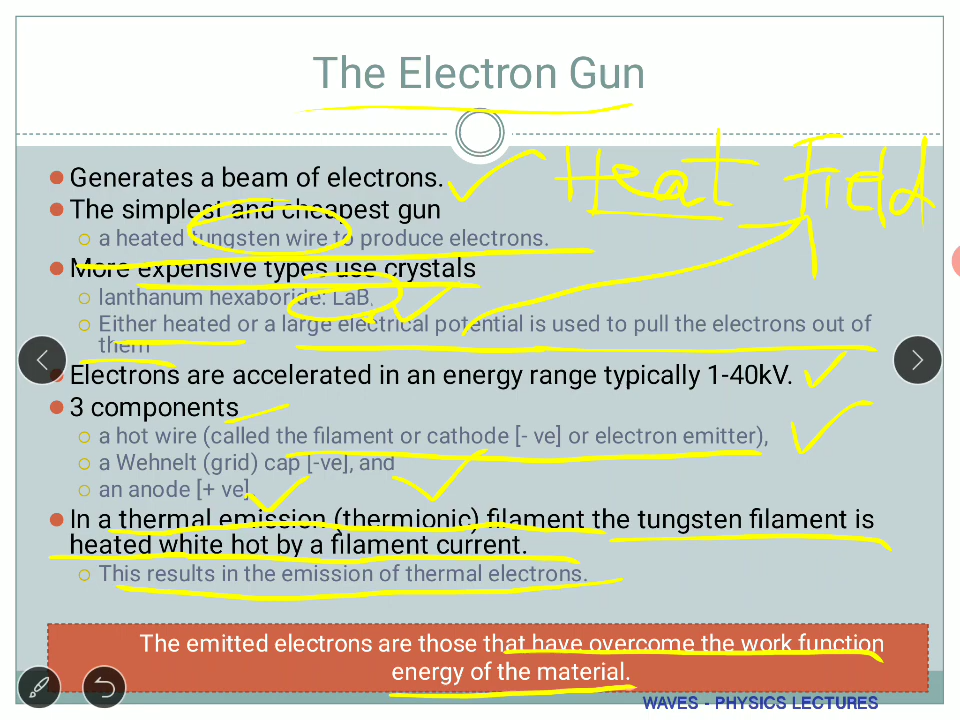 The Electron Gun
Heat Field
Generates a beam of electrons.
The simplest and cheapest gun
a heated tungsten wire to produce electrons.
More expensive types use crystals
lanthanum hexaboride: LaB
Either heated or a large electrical potential is used to pull the electrons out of
them
Electrons are accelerated in an energy range typically 1-40kV.
3 components
a hot wire (called the filament or cathode [- ve] or electron emitter),
a Wehnelt (grid) cap [-ve], and
an anode [+ ve].
In a thermal emission (thermionic) filament the tungsten filament is
heated white hot by a filament current.
This results in the emission of thermal electrons.
The emitted electrons are those that have overcome the work function
energy of the material.
WAVES - PHYSICS LECTURES